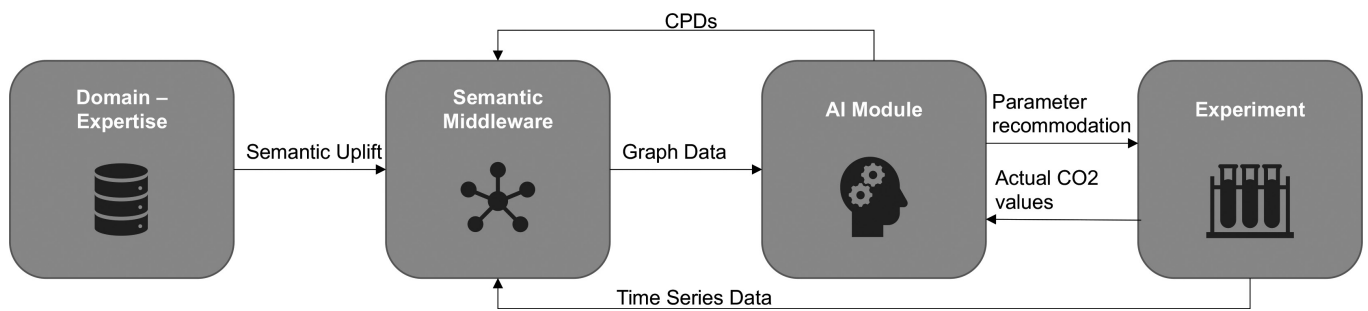 CPDs
Domain –
Expertise
Semantic Uplift
Semantic
Middleware
Graph Data
AI Module
Parameter
recommodation
Actual CO2
values
Experiment
Time Series Data